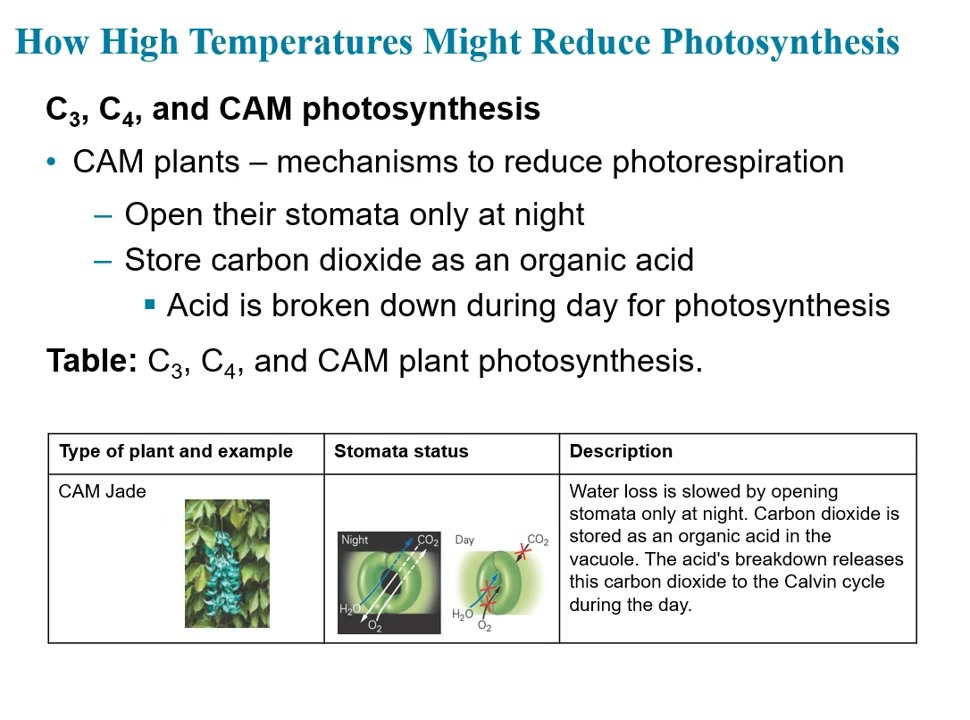 How High Temperatures Might Reduce Photosynthesis
C₃, C₄, and CAM photosynthesis
• CAM plants – mechanisms to reduce photorespiration
– Open their stomata only at night
– Store carbon dioxide as an organic acid
▪ Acid is broken down during day for photosynthesis
Table: C₃, C₄, and CAM plant photosynthesis.
Type of plant and example
Stomata status
Description
CAM Jade
Night
CO₂
H₂O
O₂
Day
CO₂
H₂O
O₂
Water loss is slowed by opening
stomata only at night. Carbon dioxide is
stored as an organic acid in the
vacuole. The acid's breakdown releases
this carbon dioxide to the Calvin cycle
during the day.